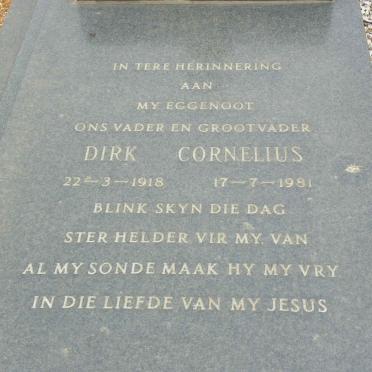 IN TERE HERINNERING
AAN
MY EGGENOOT
ONS VADER EN GROOTVADER
DIRK CORNELIUS
22-3-1918 17-7-1981
BLINK SKYN DIE DAG
STER HELDER VIR MY. VAN
AL MY SONDE MAAK HY MY VRY
IN DIE LIEFDE VAN MY JESUS